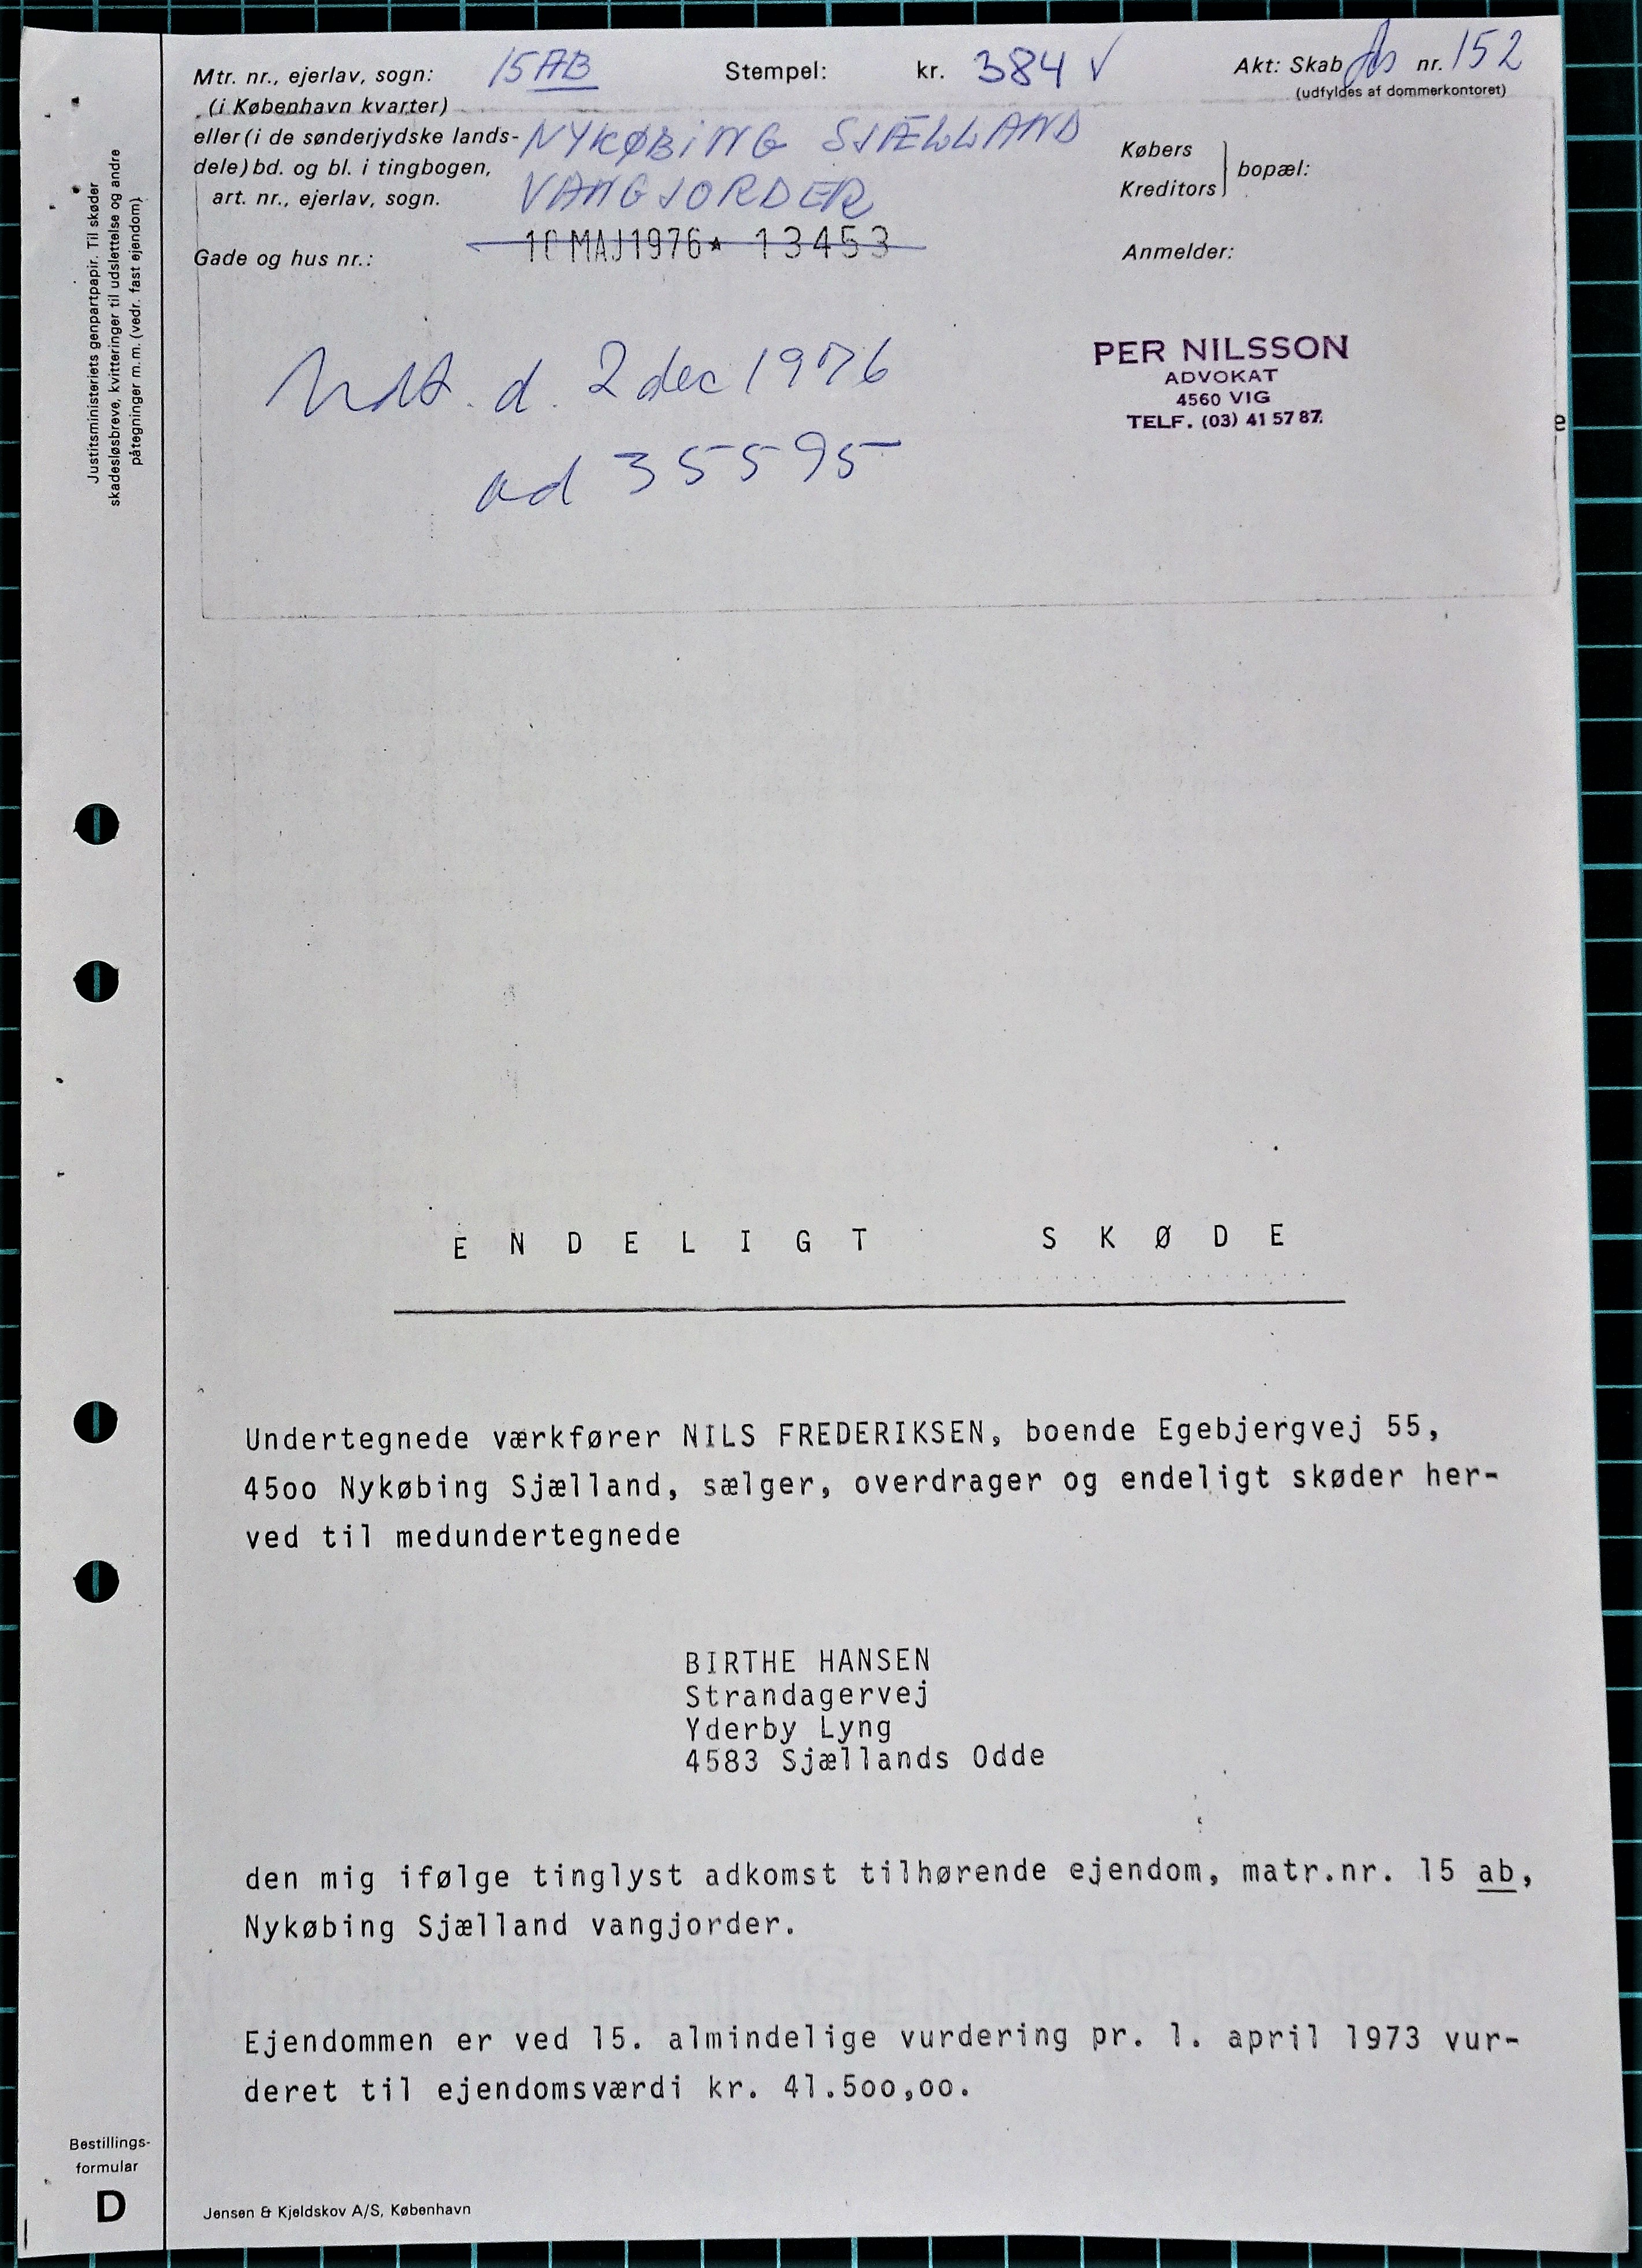 Mtr. nr., ejerlav, sogn: 15 AB
(i København kvarter)
eller (i de sønderjydske lands-
dele) bd. og bl. i tingbogen,
art. nr., ejerlav, sogn.
NYKØBING SJÆLLAND
VANGJORDER
Gade og hus nr.:
10 MAJ 1976 * 13453
Stempel: kr. 384 √
Akt: Skab nr. 152
(udfyldes af dommerkontoret)
Købers
Kreditors
bopæl:
Anmelder:
d. 2 dec 1976
ad 35595
PER NILSSON
ADVOKAT
4560 VIG
TELF. (03) 41 57 87.
e
Justitsministeriets genpartpapir. Til skøder
skadesløsbreve, kvitteringer til udslettelse og andre
påtegninger m.m. (vedr. fast ejendom)
ENDELIGT SKØDE
Undertegnede værkfører NILS FREDERIKSEN, boende Egebjergvej 55,
45oo Nykøbing Sjælland, sælger, overdrager og endeligt skøder her-
ved til medundertegnede
BIRTHE HANSEN
Strandagervej
Yderby Lyng
4583 Sjællands Odde
den mig ifølge tinglyst adkomst tilhørende ejendom, matr.nr. 15 ab,
Nykøbing Sjælland vangjorder.
Ejendommen er ved 15. almindelige vurdering pr. 1. april 1973 vur-
deret til ejendomsværdi kr. 41.5oo,oo.
Bestillings-
formular
D
Jensen & Kjeldskov A/S, København